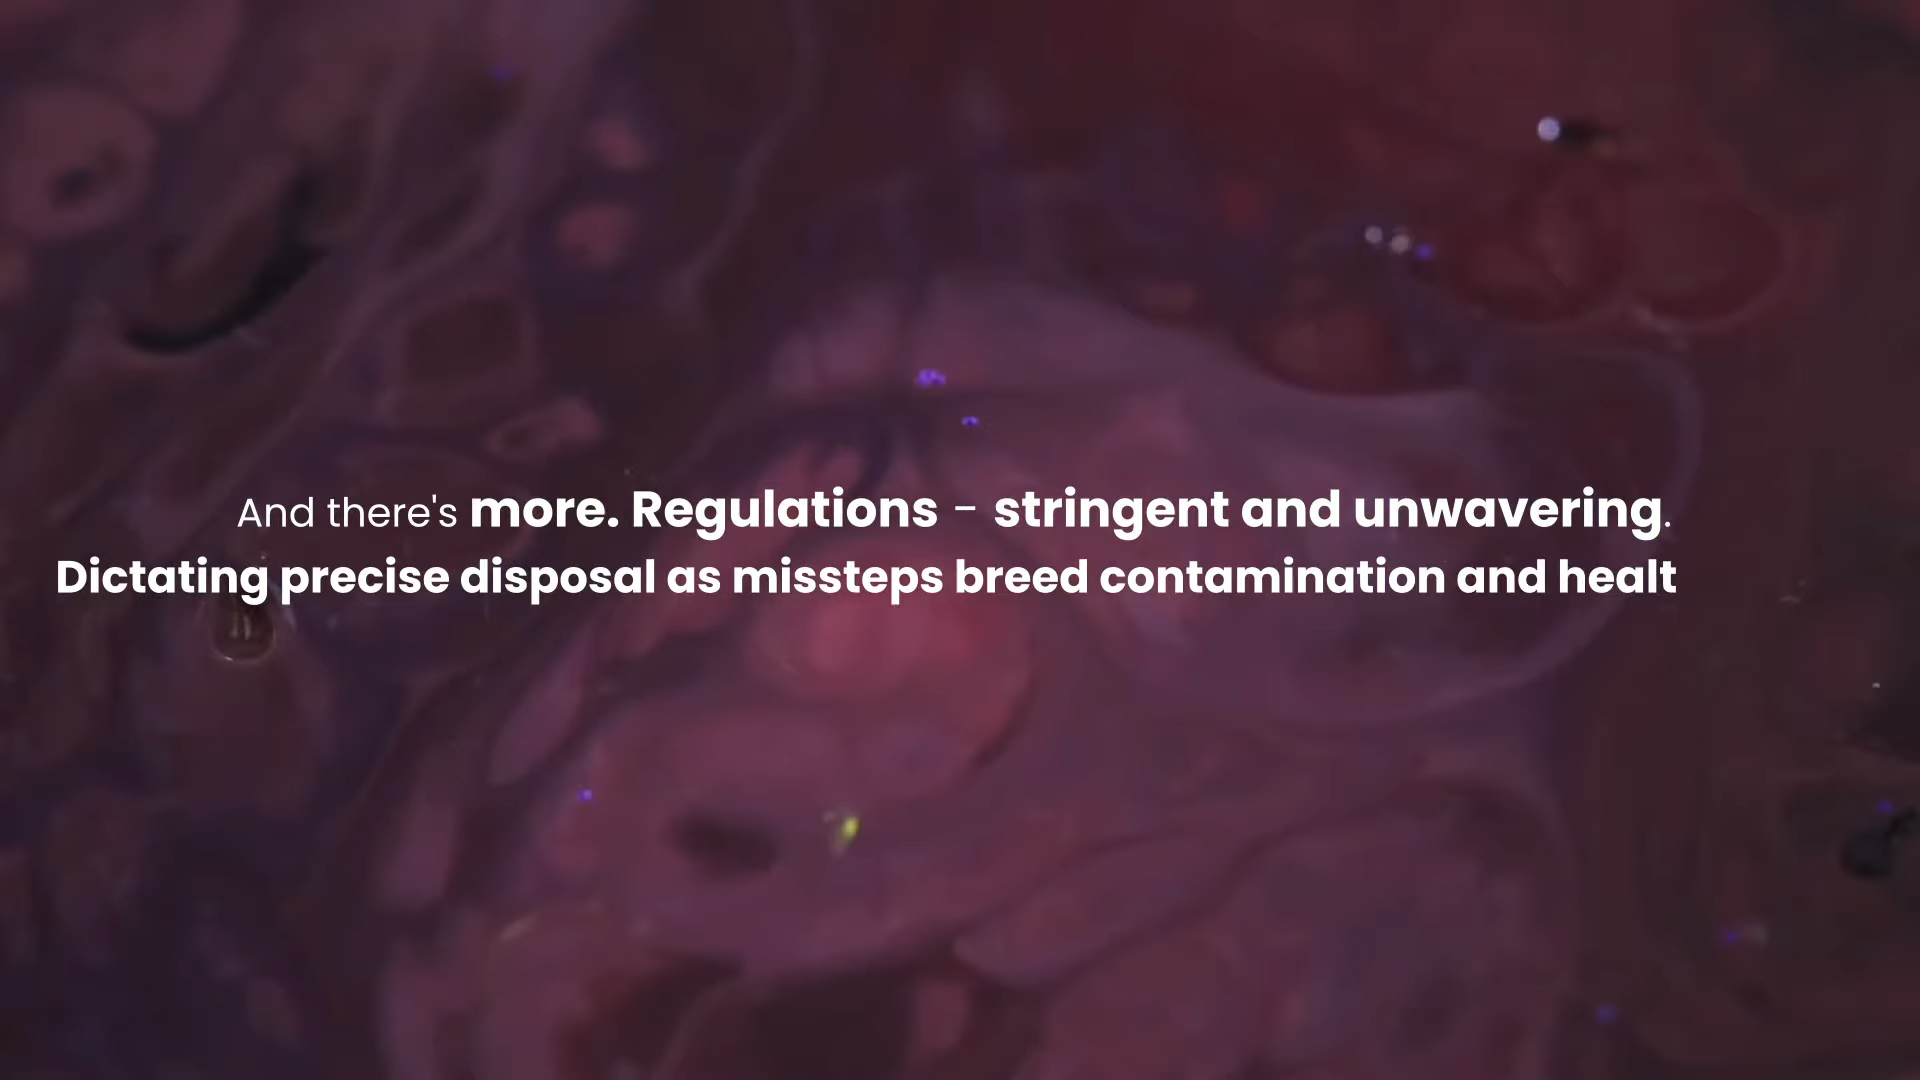 And there's more. Regulations – stringent and unwavering.
Dictating precise disposal as missteps breed contamination and healt